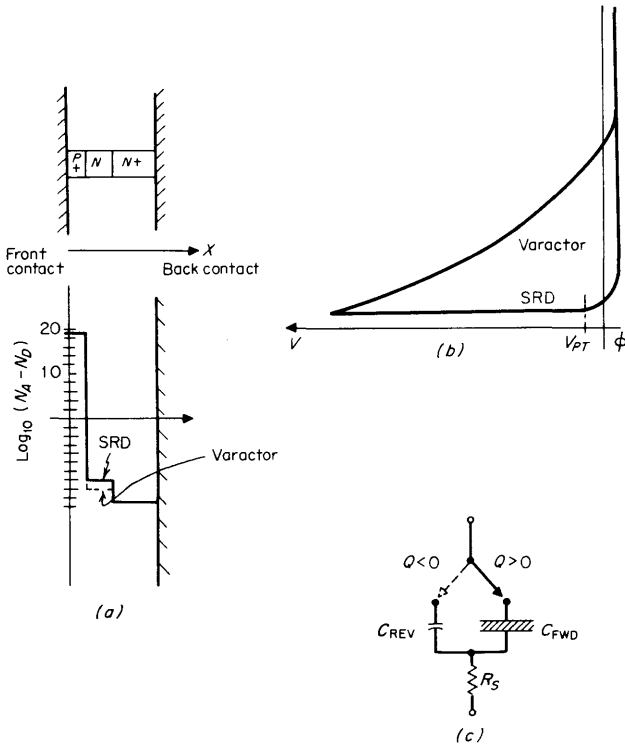 P
+
N
N+
X
Front
contact
Back contact
20
10
Log10 (NA – ND)
SRD
Varactor
(a)
Varactor
SRD
V
VPT
ϕ
(b)
Q<0
Q>0
CREV
CFWD
RS
(c)